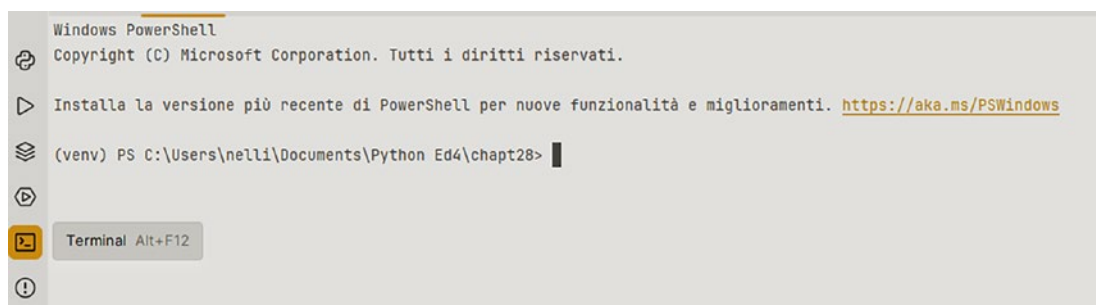 Windows PowerShell
Copyright (C) Microsoft Corporation. Tutti i diritti riservati.
Installa la versione più recente di PowerShell per nuove funzionalità e miglioramenti. https://aka.ms/PSWindows
(venv) PS C:\Users\nelli\Documents\Python Ed4\chapt28>
Terminal Alt+F12